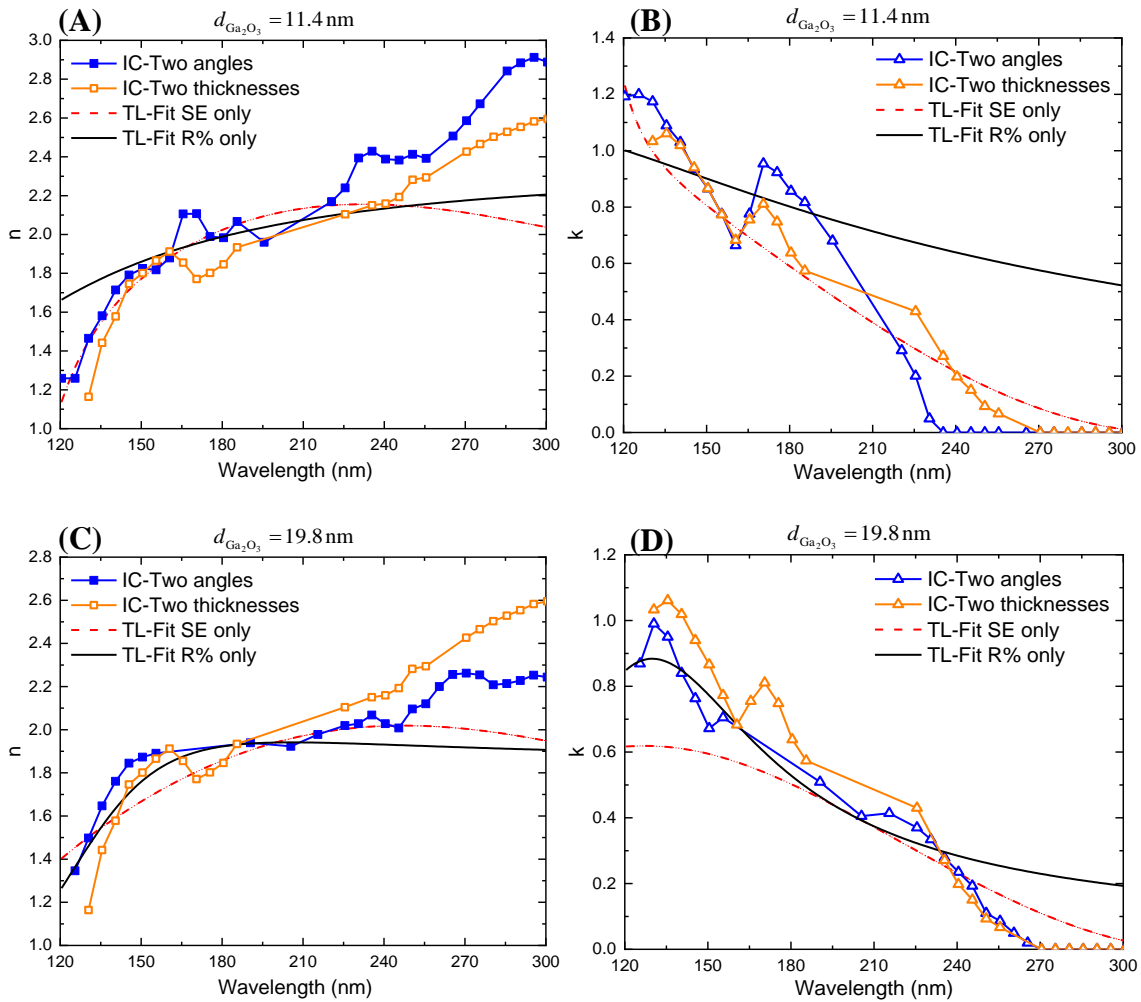 (A) d Ga₂O₃ = 11.4 nm
3.0
2.8
2.6
2.4
2.2
2.0
1.8
1.6
1.4
1.2
1.0
n
IC-Two angles
IC-Two thicknesses
TL-Fit SE only
TL-Fit R% only
120 150 180 210 240 270 300
Wavelength (nm)
(B) d Ga₂O₃ = 11.4 nm
1.4
1.2
1.0
0.8
0.6
0.4
0.2
0.0
k
IC-Two angles
IC-Two thicknesses
TL-Fit SE only
TL-Fit R% only
120 150 180 210 240 270 300
Wavelength (nm)
(C) d Ga₂O₃ = 19.8 nm
2.8
2.6
2.4
2.2
2.0
1.8
1.6
1.4
1.2
1.0
n
IC-Two angles
IC-Two thicknesses
TL-Fit SE only
TL-Fit R% only
120 150 180 210 240 270 300
Wavelength (nm)
(D) d Ga₂O₃ = 19.8 nm
1.2
1.0
0.8
0.6
0.4
0.2
0.0
k
IC-Two angles
IC-Two thicknesses
TL-Fit SE only
TL-Fit R% only
120 150 180 210 240 270 300
Wavelength (nm)